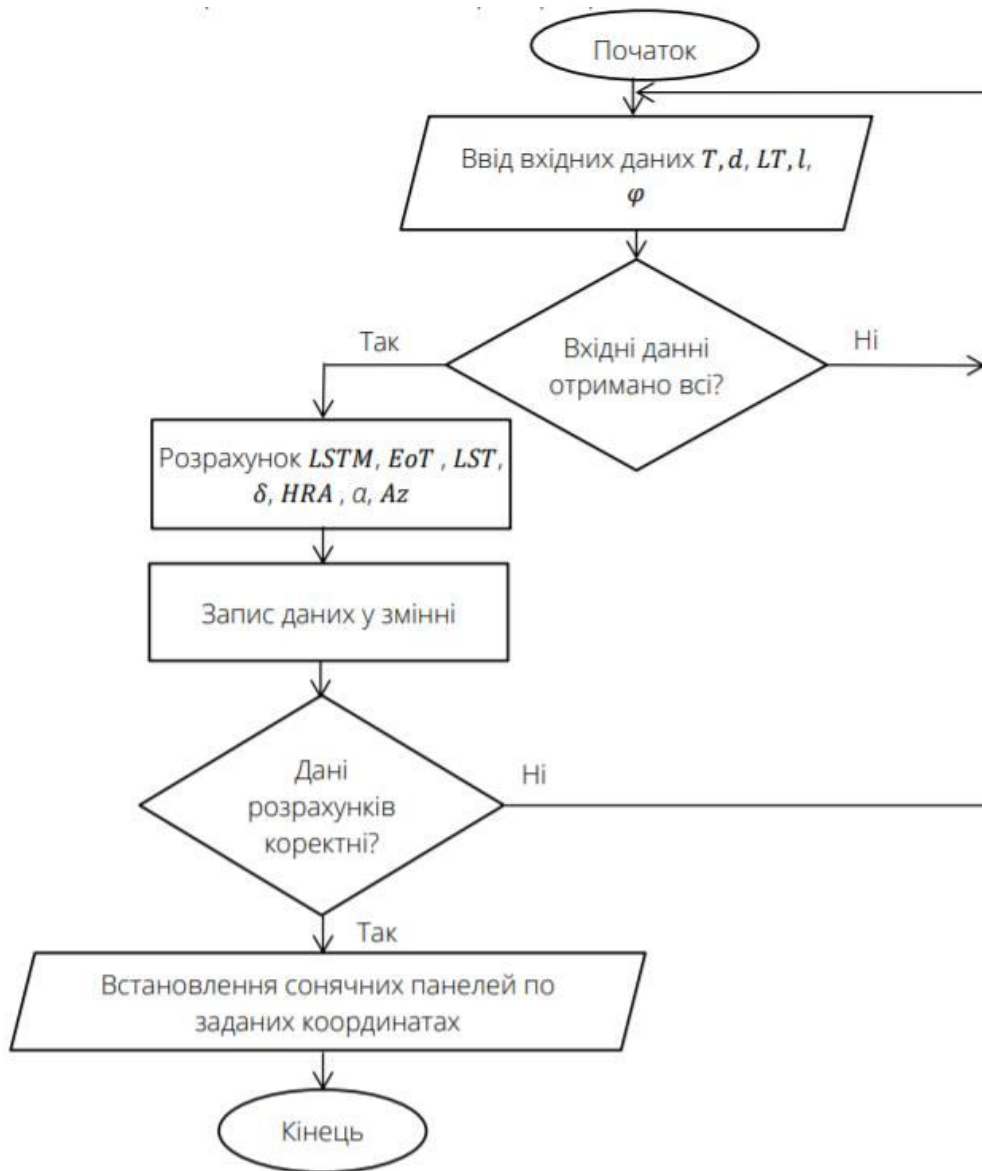 Початок
Ввід вхідних даних T, d, LT, l,
φ
Так
Вхідні данні
отримано всі?
Ні
Розрахунок LSTM, EoT , LST,
δ, HRA , α, Az
Запис даних у змінні
Дані
розрахунків
коректні?
Ні
Так
Встановлення сонячних панелей по
заданих координатах
Кінець